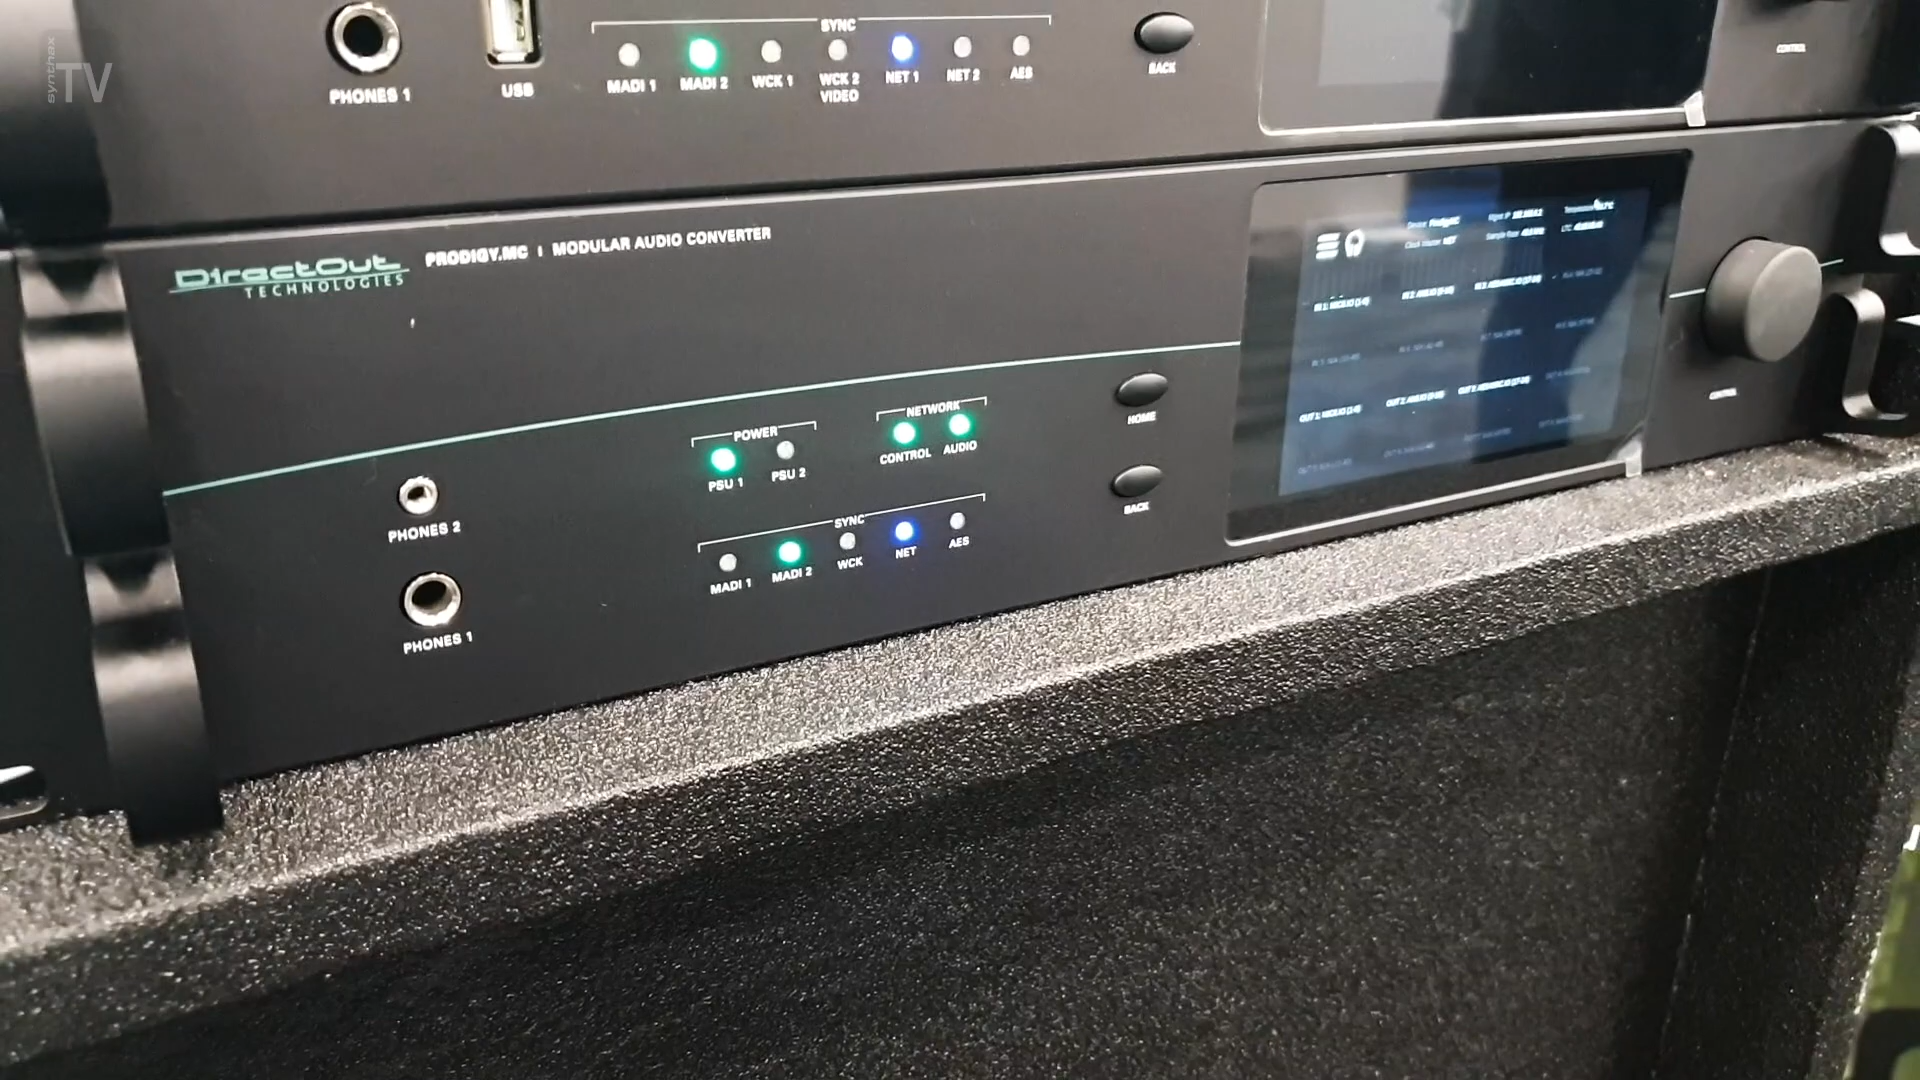 synthax
TV
PHONES 1
USB
SYNC
MADI 1
MADI 2
WCK 1
WCK 2
VIDEO
NET 1
NET 2
AES
BACK
CONTROL
DirectOut
TECHNOLOGIES
PRODIGY.MC | MODULAR AUDIO CONVERTER
POWER
PSU 1
PSU 2
NETWORK
CONTROL
AUDIO
HOME
PHONES 2
SYNC
MADI 1
MADI 2
WCK
NET
AES
BACK
PHONES 1
CONTROL